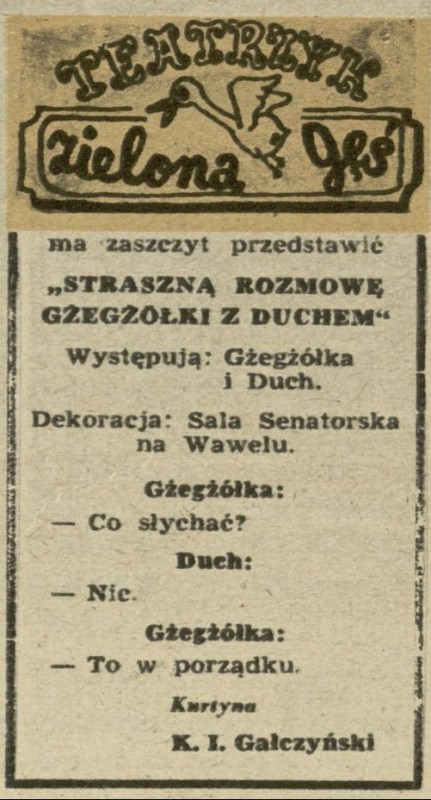 TEATRZYK
zielona gęś
ma zaszczyt przedstawić
„STRASZNĄ ROZMOWĘ
GŻEGŻÓŁKI Z DUCHEM“
Występują: Gżegżółka
i Duch.
Dekoracja: Sala Senatorska
na Wawelu.
Gżegżółka:
— Co słychać?
Duch:
— Nic.
Gżegżółka:
— To w porządku.
Kurtyna
K. I. Gałczyński